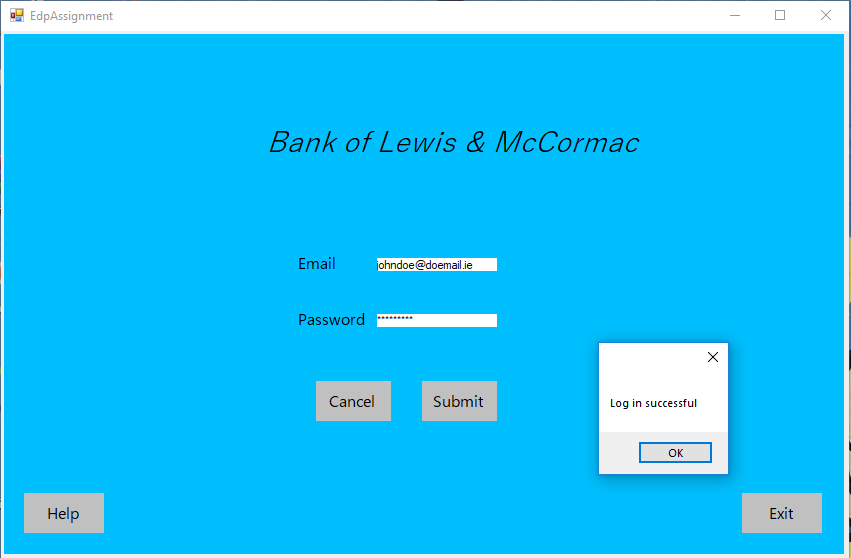 EdpAssignment
Bank of Lewis & McCormac
Email johndoe@doemail.ie
Password *********
Cancel Submit
Log in successful
OK
Help Exit